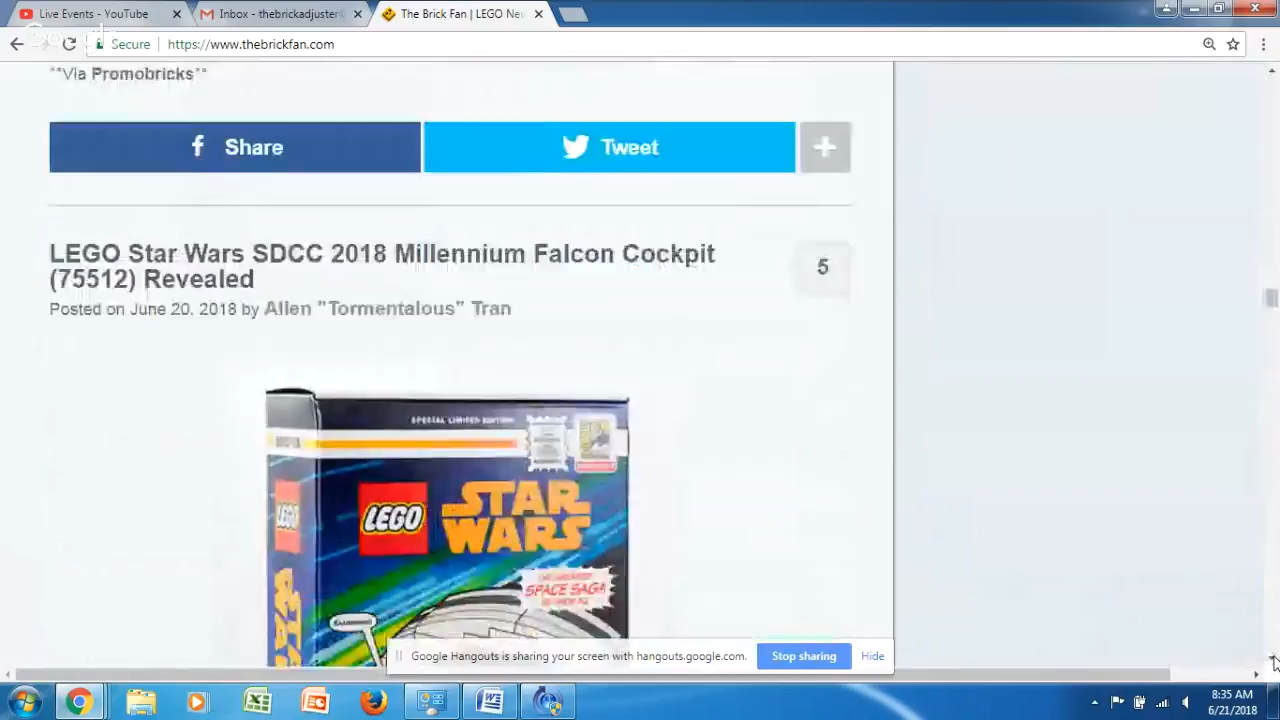 Live Events - YouTube
Inbox - thebrickadjuster@
The Brick Fan | LEGO Nev
Secure
https://www.thebrickfan.com
**Via Promobricks**
Share
Tweet
LEGO Star Wars SDCC 2018 Millennium Falcon Cockpit
(75512) Revealed
5
Posted on June 20, 2018 by Allen "Tormentalous" Tran
SPECIAL LIMITED EDITION
LEGO
STAR
WARS
SPACE SAGA
Google Hangouts is sharing your screen with hangouts.google.com.
Stop sharing
Hide
8:35 AM
6/21/2018